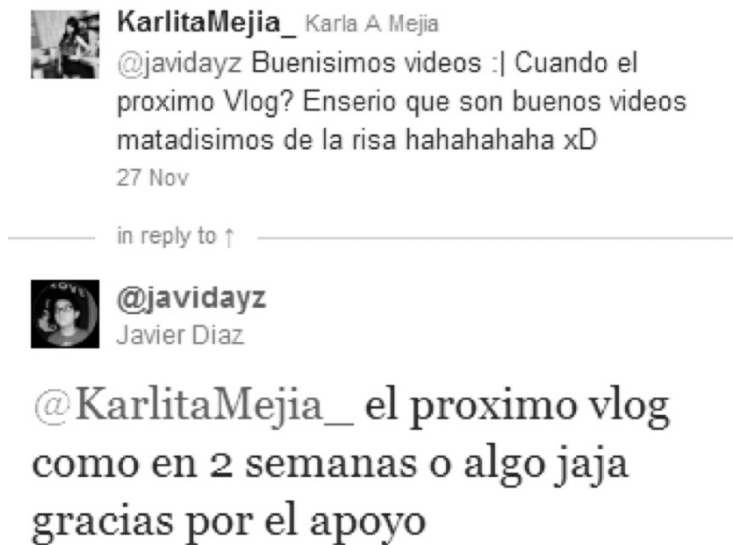 KarlitaMejia_ Karla A Mejia
@javidayz Buenisimos videos :| Cuando el
proximo Vlog? Enserio que son buenos videos
matadisimos de la risa hahahahaha xD
27 Nov
in reply to ↑
@javidayz
Javier Diaz
@KarlitaMejia_ el proximo vlog
como en 2 semanas o algo jaja
gracias por el apoyo